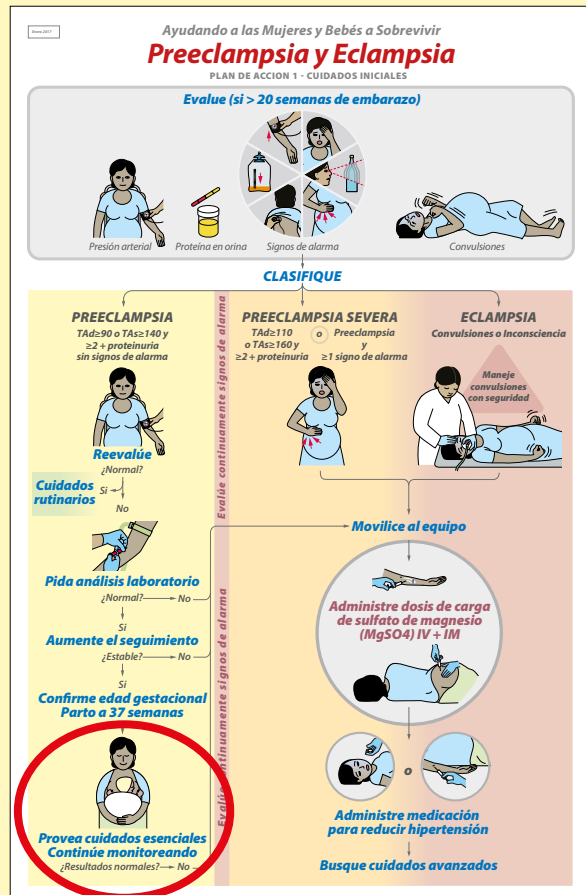 Enero 2017
Ayudando a las Mujeres y Bebés a Sobrevivir
Preeclampsia y Eclampsia
PLAN DE ACCION 1 - CUIDADOS INICIALES
Evalue (si > 20 semanas de embarazo)
Presión arterial
Proteína en orina
Signos de alarma
Convulsiones
CLASIFIQUE
PREECLAMPSIA
TAd≥90 o TAs≥140 y
≥2 + proteinuria
sin signos de alarma
Reevalúe
¿Normal?
Si
Cuidados
rutinarios
No
Pida análisis laboratorio
¿Normal?
No
Si
Aumente el seguimiento
¿Estable?
No
Si
Confirme edad gestacional
Parto a 37 semanas
Provea cuidados esenciales
Continúe monitoreando
¿Resultados normales?
No
Evalúe continuamente signos de alarma
Evalúe continuamente signos de alarma
PREECLAMPSIA SEVERA
TAd≥110
o TAs≥160 y
≥2 + proteinuria
o
Preeclampsia
y
≥1 signo de alarma
ECLAMPSIA
Convulsiones o Inconsciencia
Maneje
convulsiones
con seguridad
Movilice al equipo
Administre dosis de carga
de sulfato de magnesio
(MgSO4) IV + IM
o
Administre medicación
para reducir hipertensión
Busque cuidados avanzados